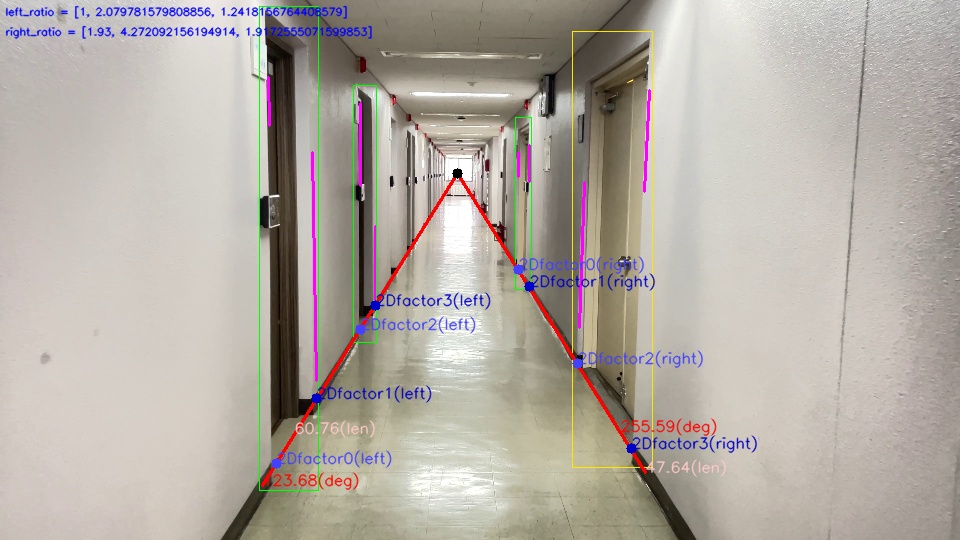 left_ratio = [1, 2.079781579808856, 1.2418156764408579]
right_ratio = [1.93, 4.272092156194914, 1.9172555071599853]
2Dfactor0(right)
2Dfactor1(right)
2Dfactor3(left)
2Dfactor2(left)
2Dfactor2(right)
2Dfactor1(left)
60.76(len)
255.59(deg)
2Dfactor3(right)
2Dfactor0(left)
47.64(len)
23.68(deg)